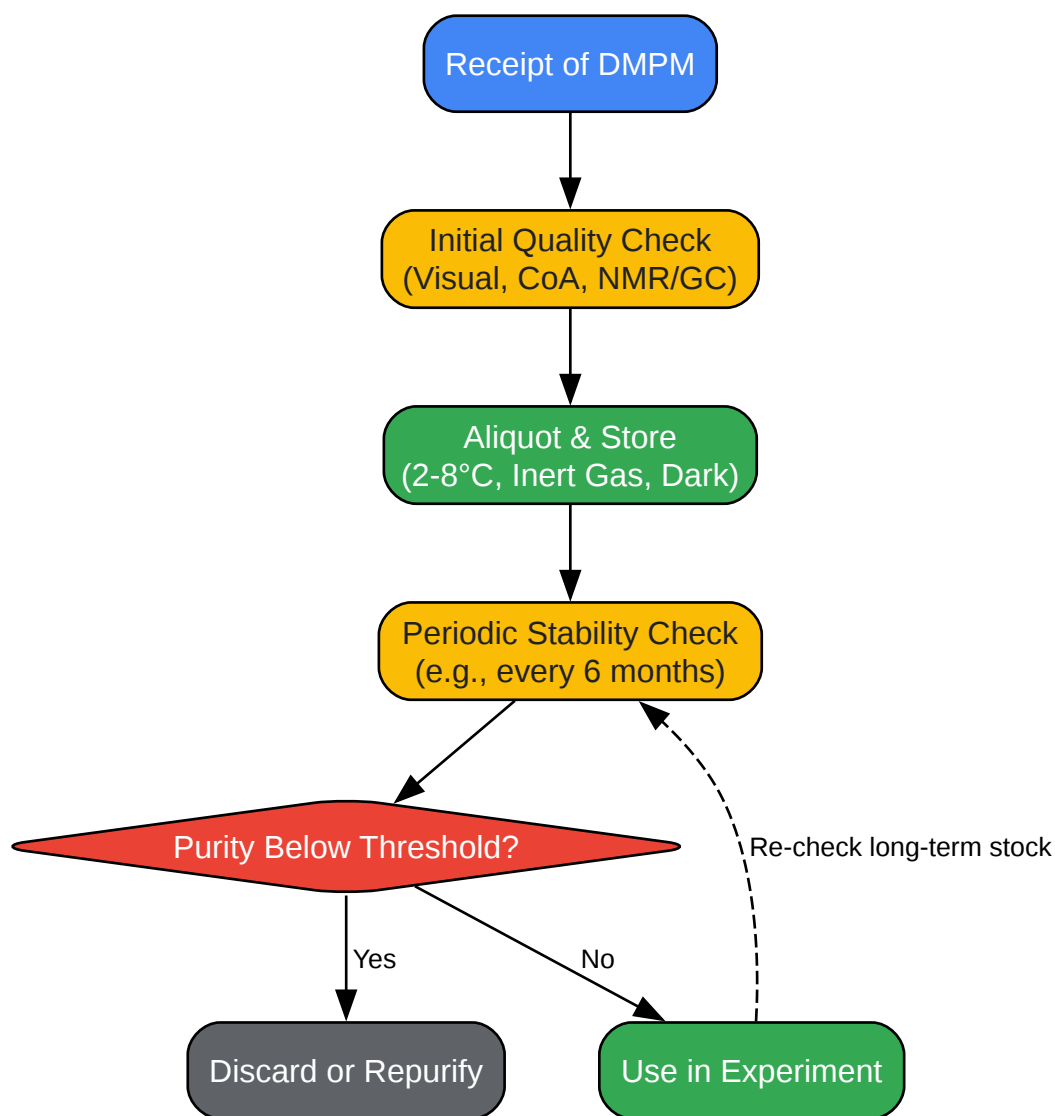 Receipt of DMPM
Initial Quality Check
(Visual, CoA, NMR/GC)
Aliquot & Store
(2-8°C, Inert Gas, Dark)
Periodic Stability Check
(e.g., every 6 months)
Purity Below Threshold?
Re-check long-term stock
Yes
No
Discard or Repurify
Use in Experiment